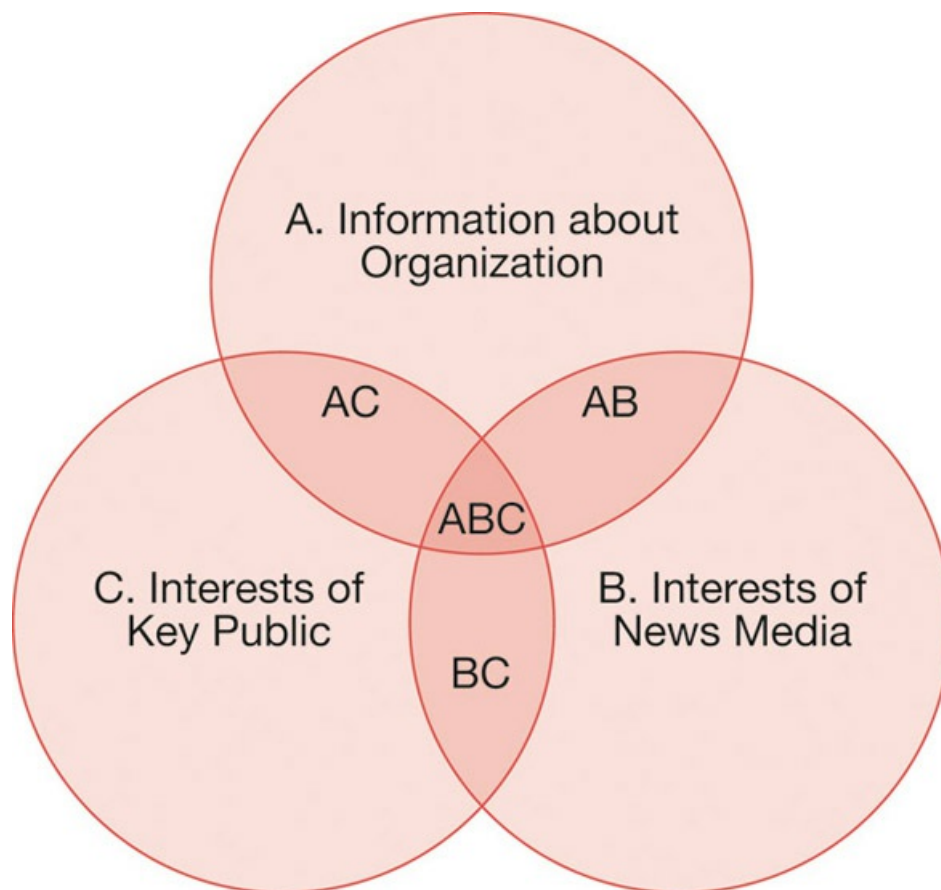 A. Information about
Organization
AC
AB
ABC
C. Interests of
Key Public
B. Interests of
News Media
BC